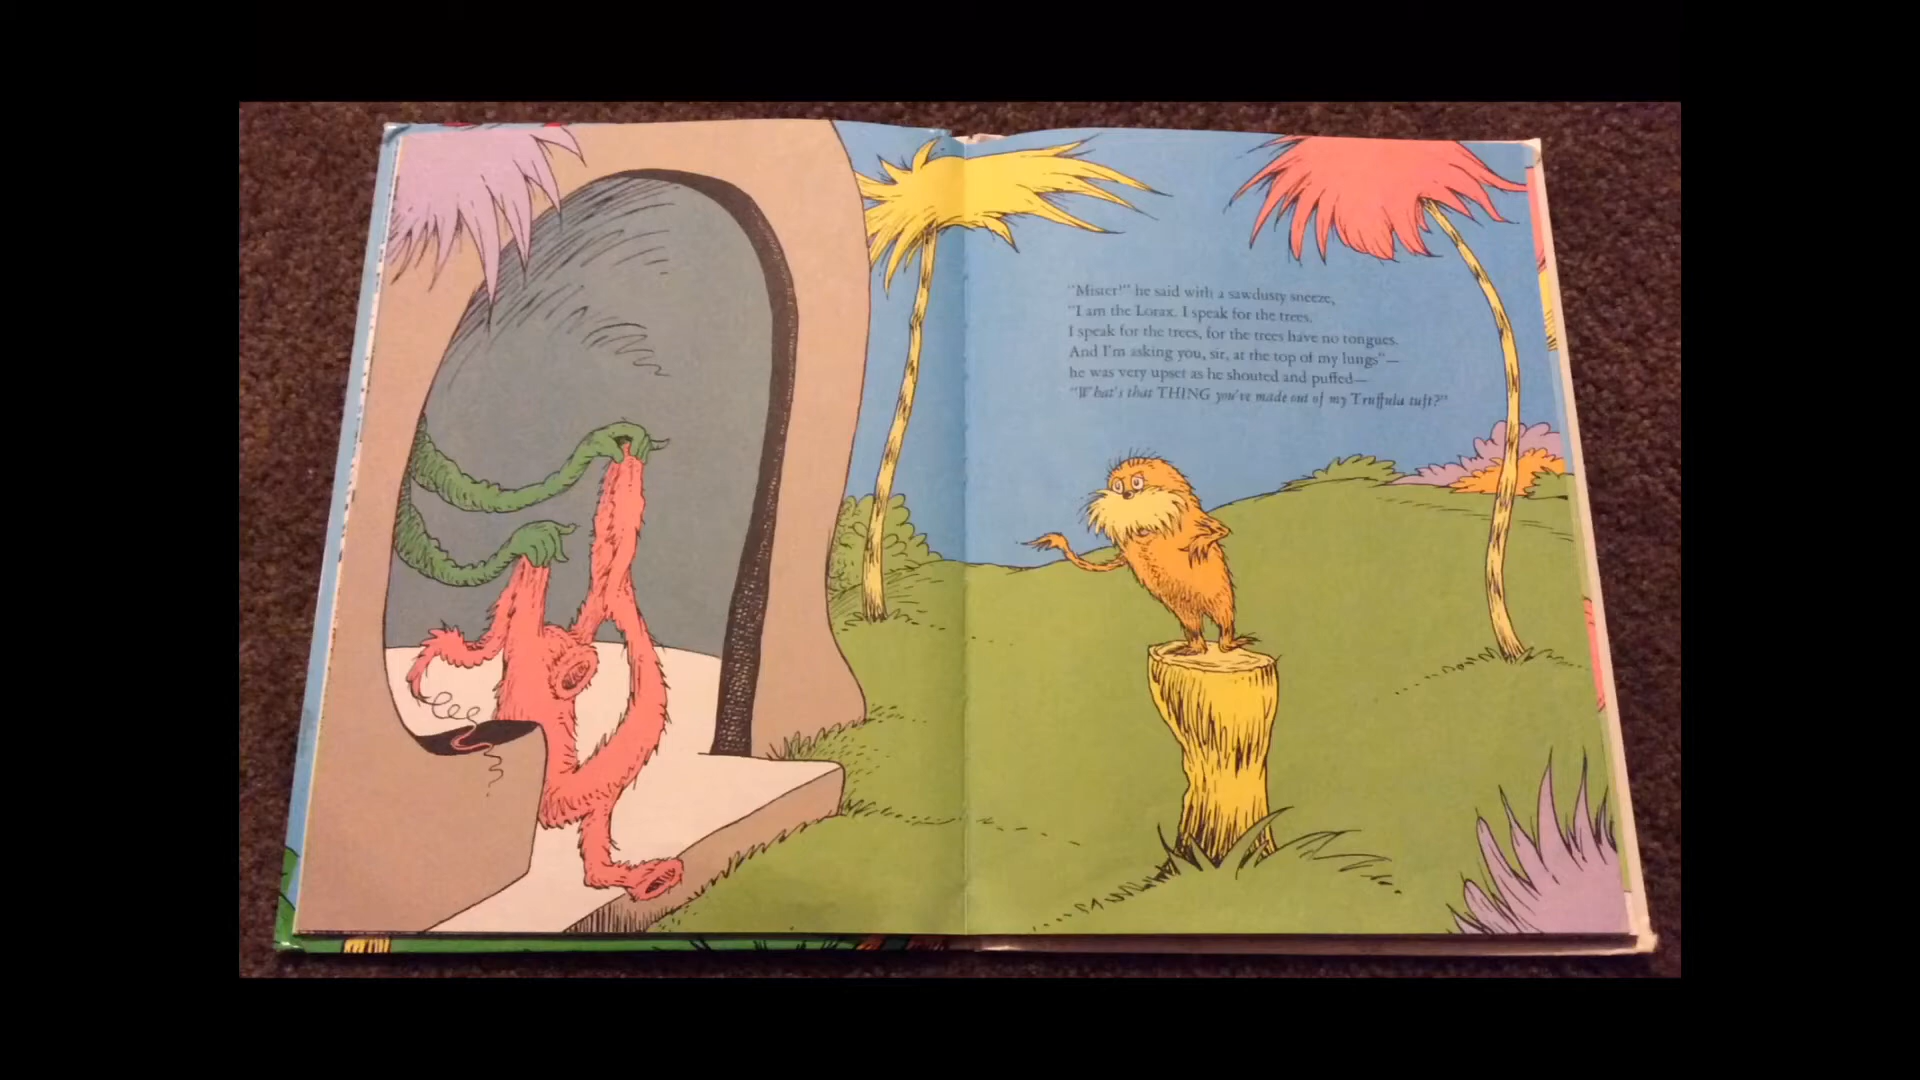 "Mister!" he said with a sawdusty sneeze,
"I am the Lorax. I speak for the trees.
I speak for the trees, for the trees have no tongues.
And I'm asking you, sir, at the top of my lungs"—
he was very upset as he shouted and puffed—
"What's that THING you've made out of my Truffula tuft?"